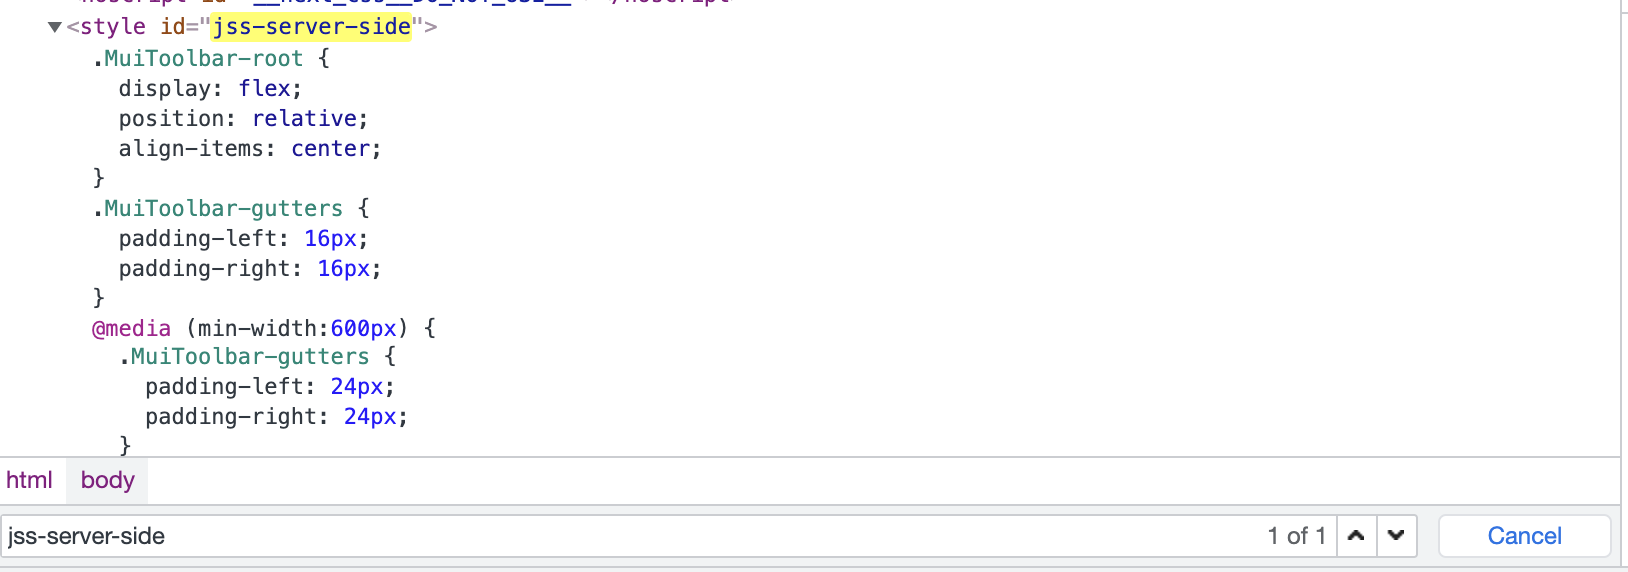 <style id="jss-server-side">
.MuiToolbar-root {
display: flex;
position: relative;
align-items: center;
}
.MuiToolbar-gutters {
padding-left: 16px;
padding-right: 16px;
}
@media (min-width:600px) {
.MuiToolbar-gutters {
padding-left: 24px;
padding-right: 24px;
}
html body
jss-server-side 1 of 1 Cancel